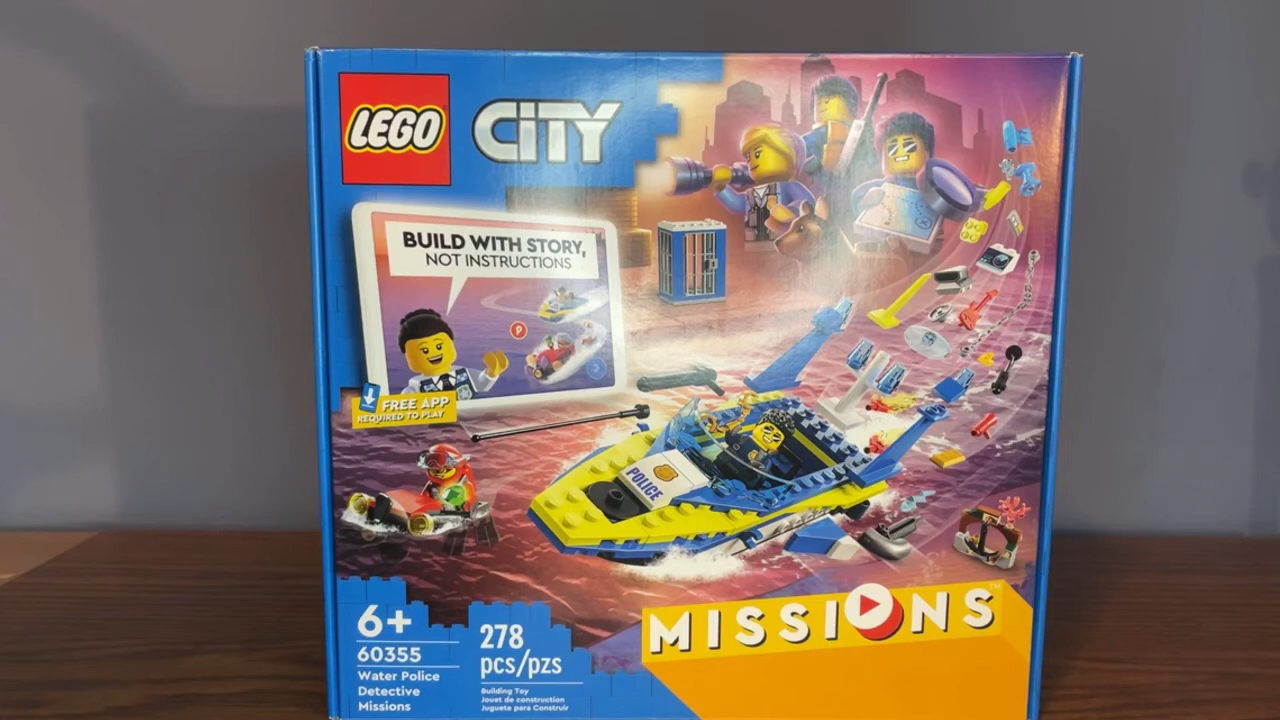 LEGO
CITY
BUILD WITH STORY,
NOT INSTRUCTIONS
P
FREE APP
REQUIRED TO PLAY.
POLICE
MISSIONS™
6+
60355
Water Police
Detective
Missions
278
pcs/pzs
Building Toy
Jouet de construction
Juguete para Construir